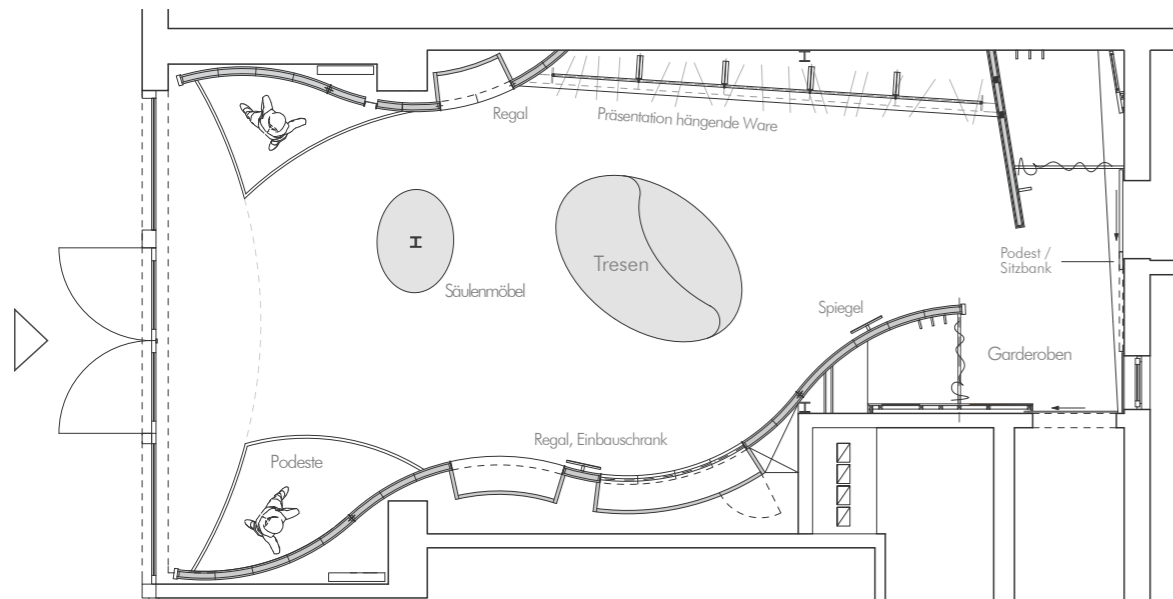 Regal
Präsentation hängende Ware
Tresen
Säulenmöbel
Podest /
Sitzbank
Spiegel
Garderoben
Regal, Einbauschrank
Podeste